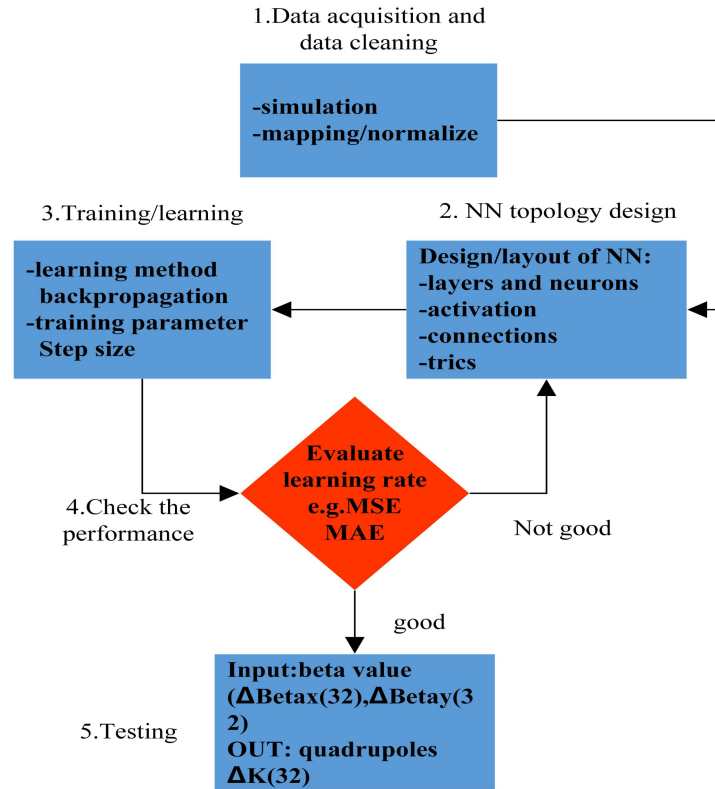 1.Data acquisition and
data cleaning
-simulation
-mapping/normalize
3.Training/learning
-learning method
backpropagation
-training parameter
Step size
2. NN topology design
Design/layout of NN:
-layers and neurons
-activation
-connections
-trics
Evaluate
learning rate
e.g.MSE
MAE
4.Check the
performance
Not good
good
5.Testing
Input:beta value
(ΔBetax(32),ΔBetay(3
2)
OUT: quadrupoles
ΔK(32)